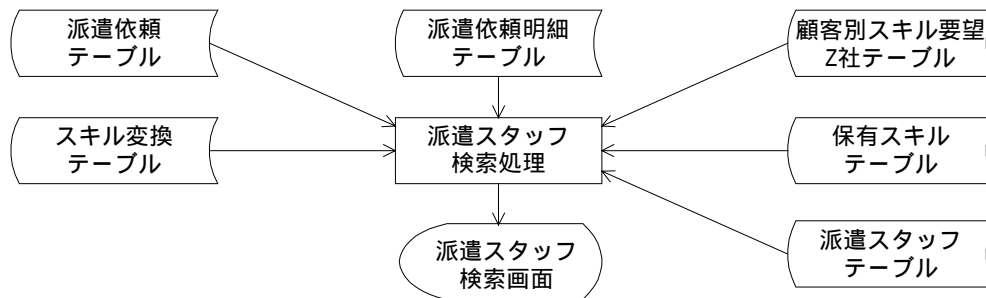 派遣依頼
テーブル
派遣依頼明細
テーブル
顧客別スキル要望
Z社テーブル
スキル変換
テーブル
派遣スタッフ
検索処理
保有スキル
テーブル
派遣スタッフ
検索画面
派遣スタッフ
テーブル